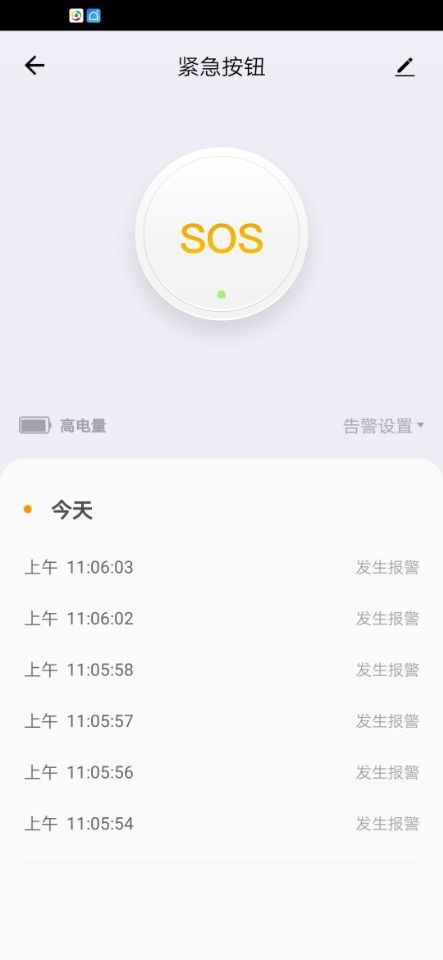 紧急按钮
SOS
高电量 告警设置
今天
上午 11:06:03 发生报警
上午 11:06:02 发生报警
上午 11:05:58 发生报警
上午 11:05:57 发生报警
上午 11:05:56 发生报警
上午 11:05:54 发生报警